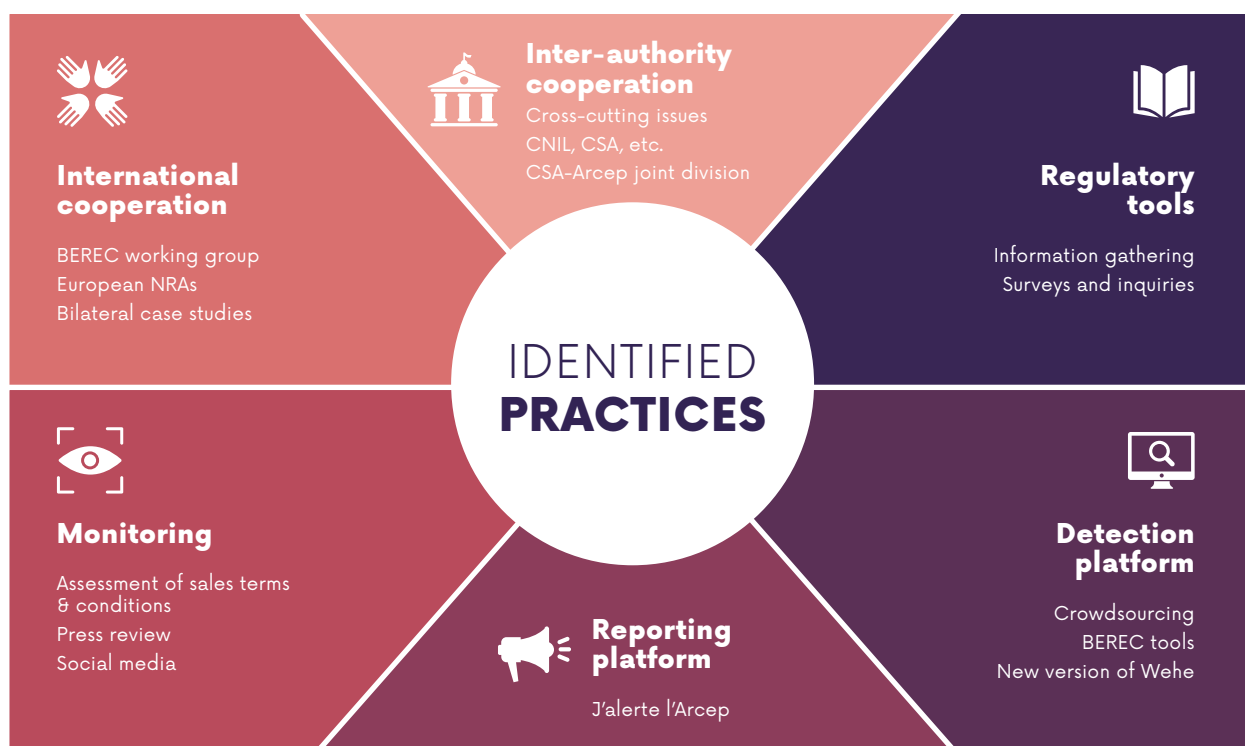 Inter-authority
cooperation
Cross-cutting issues
CNIL, CSA, etc.
CSA-Arcep joint division
International
cooperation
BEREC working group
European NRAs
Bilateral case studies
Regulatory
tools
Information gathering
Surveys and inquiries
IDENTIFIED
PRACTICES
Monitoring
Assessment of sales terms
& conditions
Press review
Social media
Reporting
platform
J'alerte l'Arcep
Detection
platform
Crowdsourcing
BEREC tools
New version of Wehe